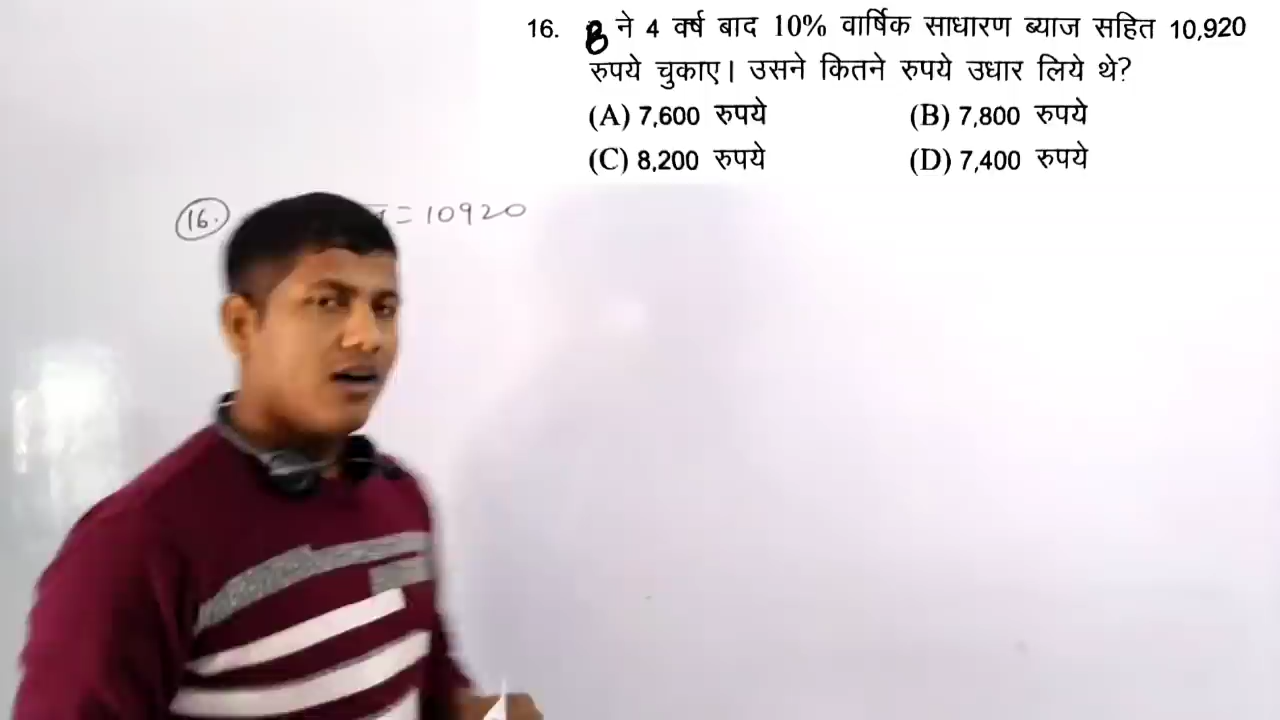 16. B ने 4 वर्ष बाद 10% वार्षिक साधारण ब्याज सहित 10,920
रुपये चुकाए। उसने कितने रुपये उधार लिये थे?
(A) 7,600 रुपये (B) 7,800 रुपये
(C) 8,200 रुपये (D) 7,400 रुपये
16. = 10920